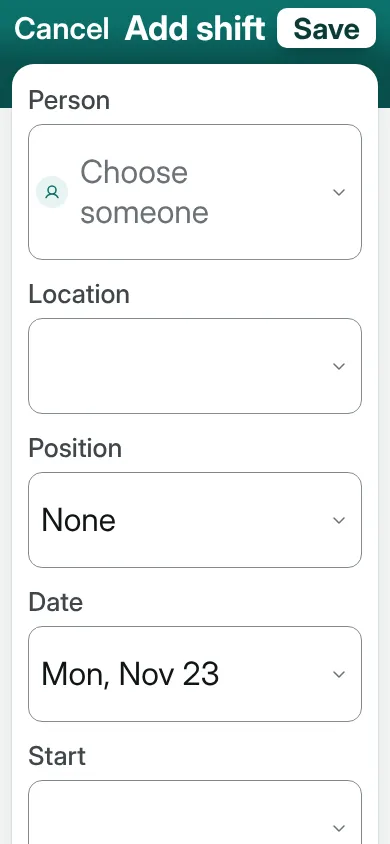 Cancel Add shift Save
Person
Choose
someone
Location
Position
None
Date
Mon, Nov 23
Start